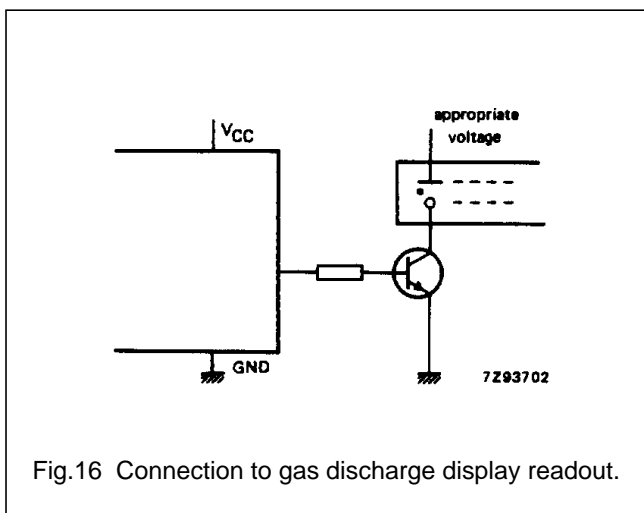 VCC
appropriate
voltage
GND
7Z93702
Fig.16 Connection to gas discharge display readout.